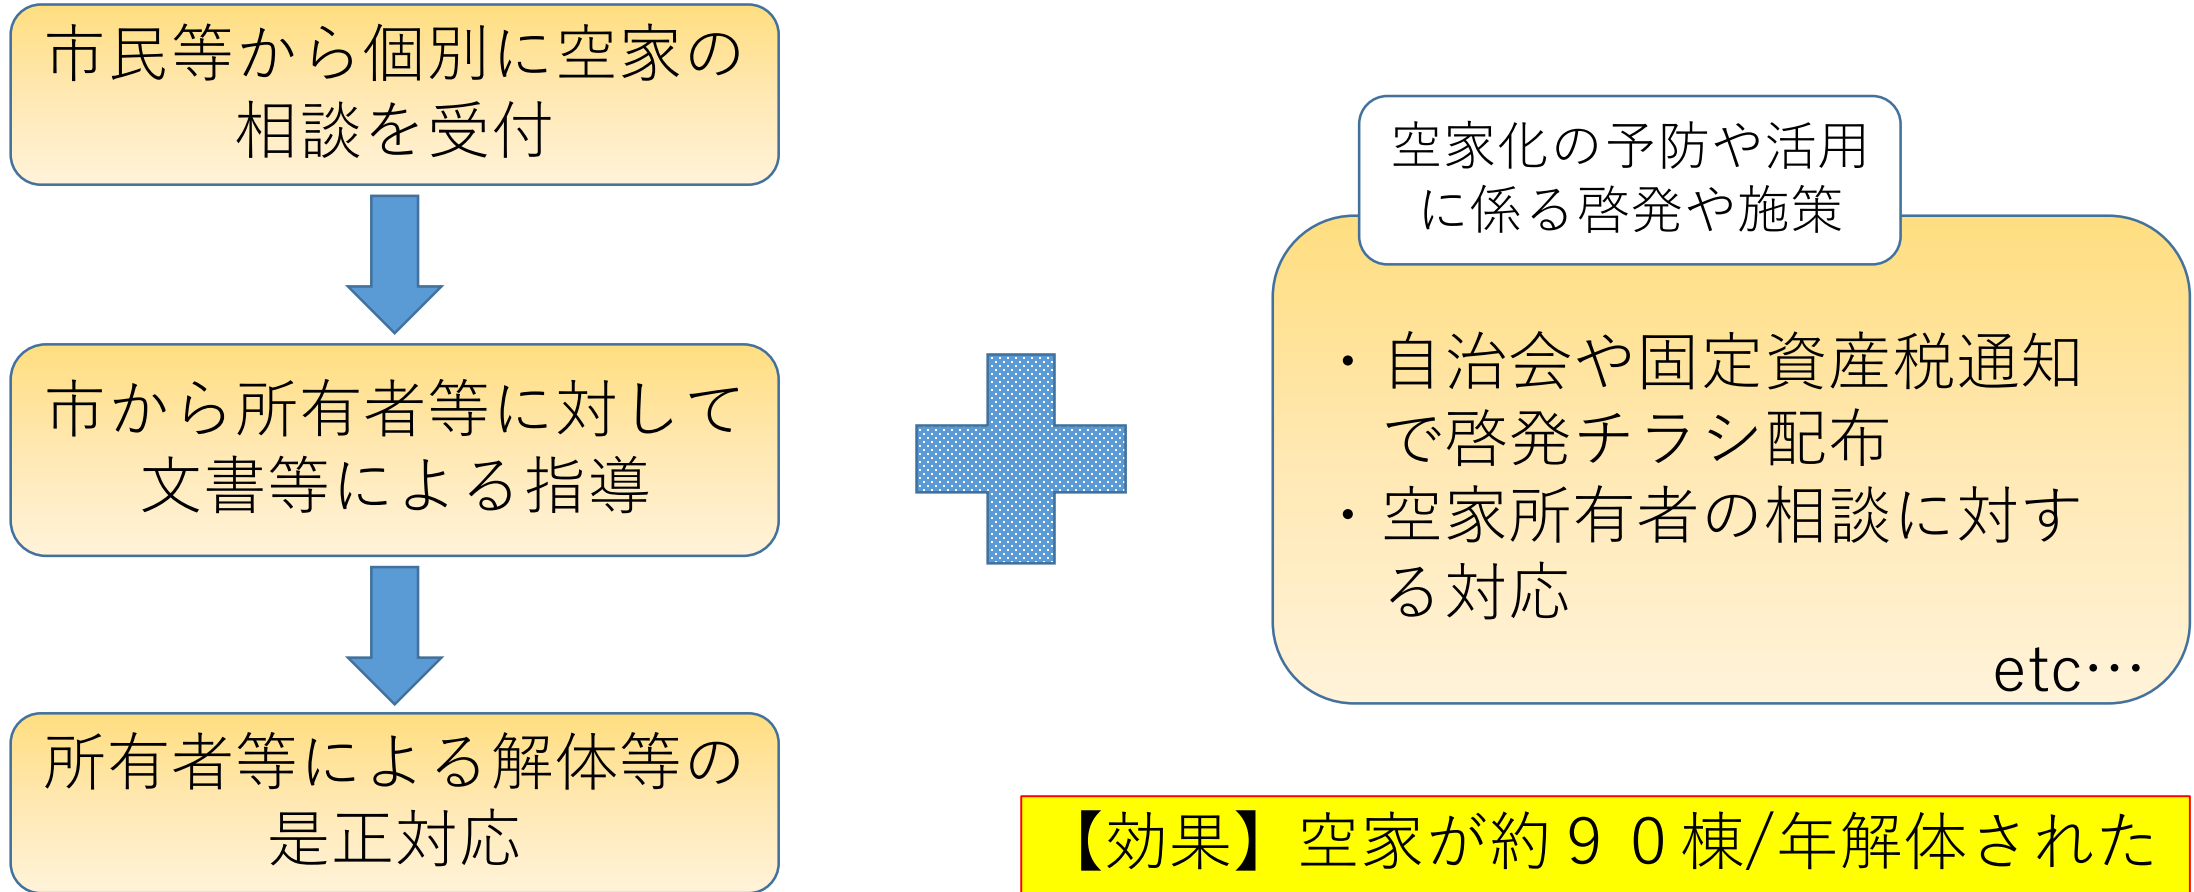 市民等から個別に空家の
相談を受付
市から所有者等に対して
文書等による指導
所有者等による解体等の
是正対応
空家化の予防や活用
に係る啓発や施策
・自治会や固定資産税通知
で啓発チラシ配布
・空家所有者の相談に対す
る対応
etc…
【効果】空家が約９０棟/年解体された